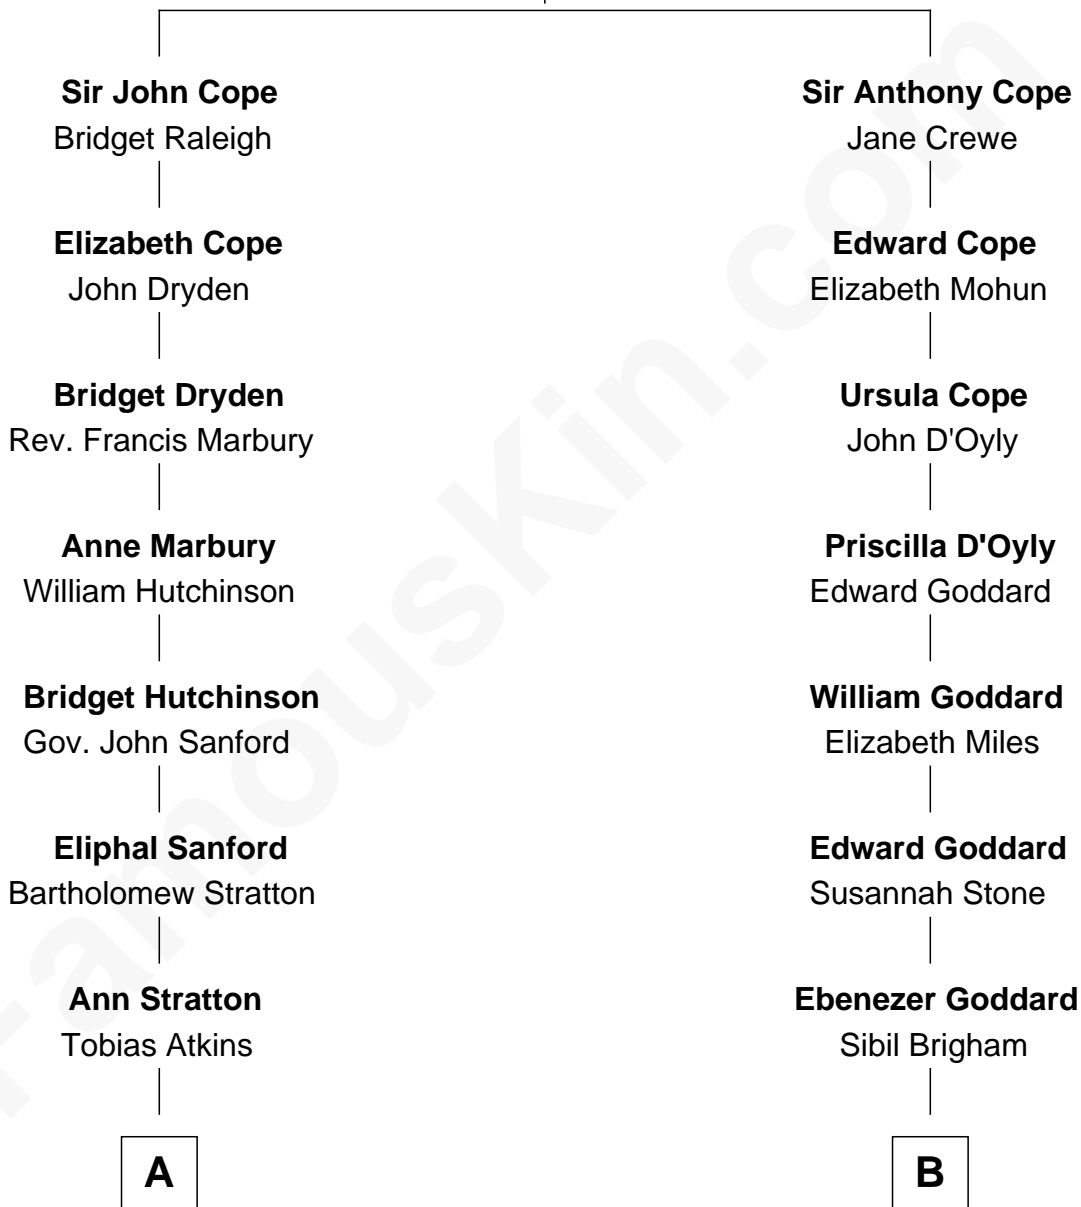 Sir John Cope
Bridget Raleigh
Elizabeth Cope
John Dryden
Bridget Dryden
Rev. Francis Marbury
Anne Marbury
William Hutchinson
Bridget Hutchinson
Gov. John Sanford
Eliphal Sanford
Bartholomew Stratton
Ann Stratton
Tobias Atkins
A
Sir Anthony Cope
Jane Crewe
Edward Cope
Elizabeth Mohun
Ursula Cope
John D'Oyly
Priscilla D'Oyly
Edward Goddard
William Goddard
Elizabeth Miles
Edward Goddard
Susannah Stone
Ebenezer Goddard
Sibil Brigham
B
FamousKin.com